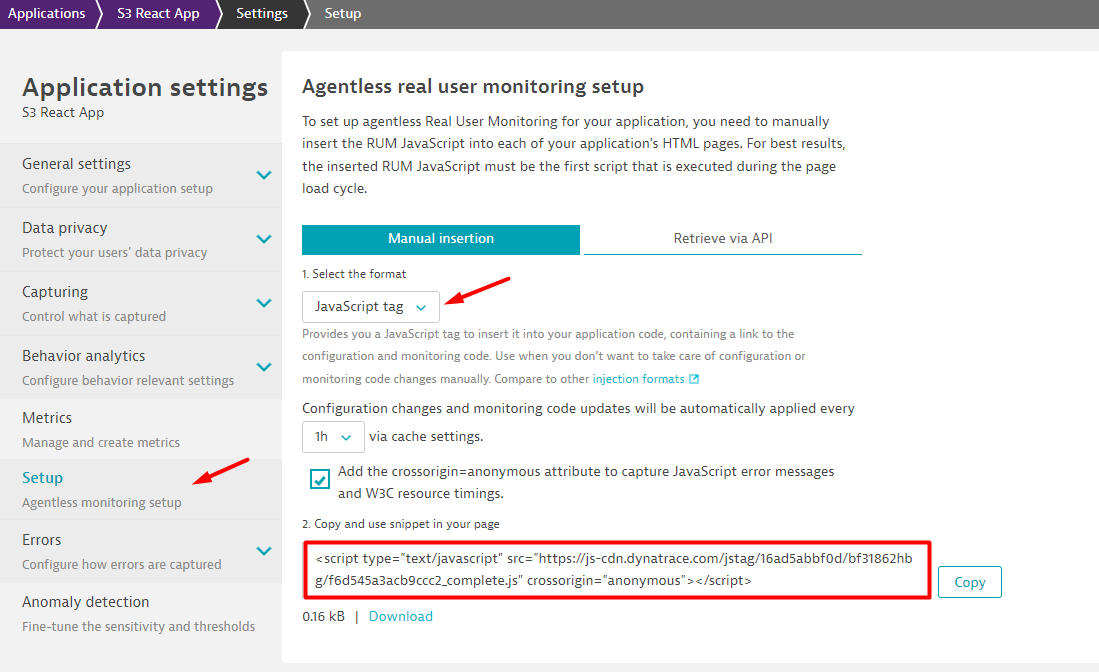 Applications
S3 React App
Settings
Setup
Application settings
S3 React App
General settings
Configure your application setup
Data privacy
Protect your users' data privacy
Capturing
Control what is captured
Behavior analytics
Configure behavior relevant settings
Metrics
Manage and create metrics
Setup
Agentless monitoring setup
Errors
Configure how errors are captured
Anomaly detection
Fine-tune the sensitivity and thresholds
Agentless real user monitoring setup
To set up agentless Real User Monitoring for your application, you need to manually
insert the RUM JavaScript into each of your application's HTML pages. For best results,
the inserted RUM JavaScript must be the first script that is executed during the page
load cycle.
Manual insertion
Retrieve via API
1. Select the format
JavaScript tag
Provides you a JavaScript tag to insert it into your application code, containing a link to the
configuration and monitoring code. Use when you don't want to take care of configuration or
monitoring code changes manually. Compare to other injection formats
Configuration changes and monitoring code updates will be automatically applied every
1h via cache settings.
Add the crossorigin=anonymous attribute to capture JavaScript error messages
and W3C resource timings.
2. Copy and use snippet in your page
<script type="text/javascript" src="https://js-cdn.dynatrace.com/jstag/16ad5abbf0d/bf31862hb
g/f6d545a3acb9ccc2_complete.js" crossorigin="anonymous"></script>
Copy
0.16 kB | Download